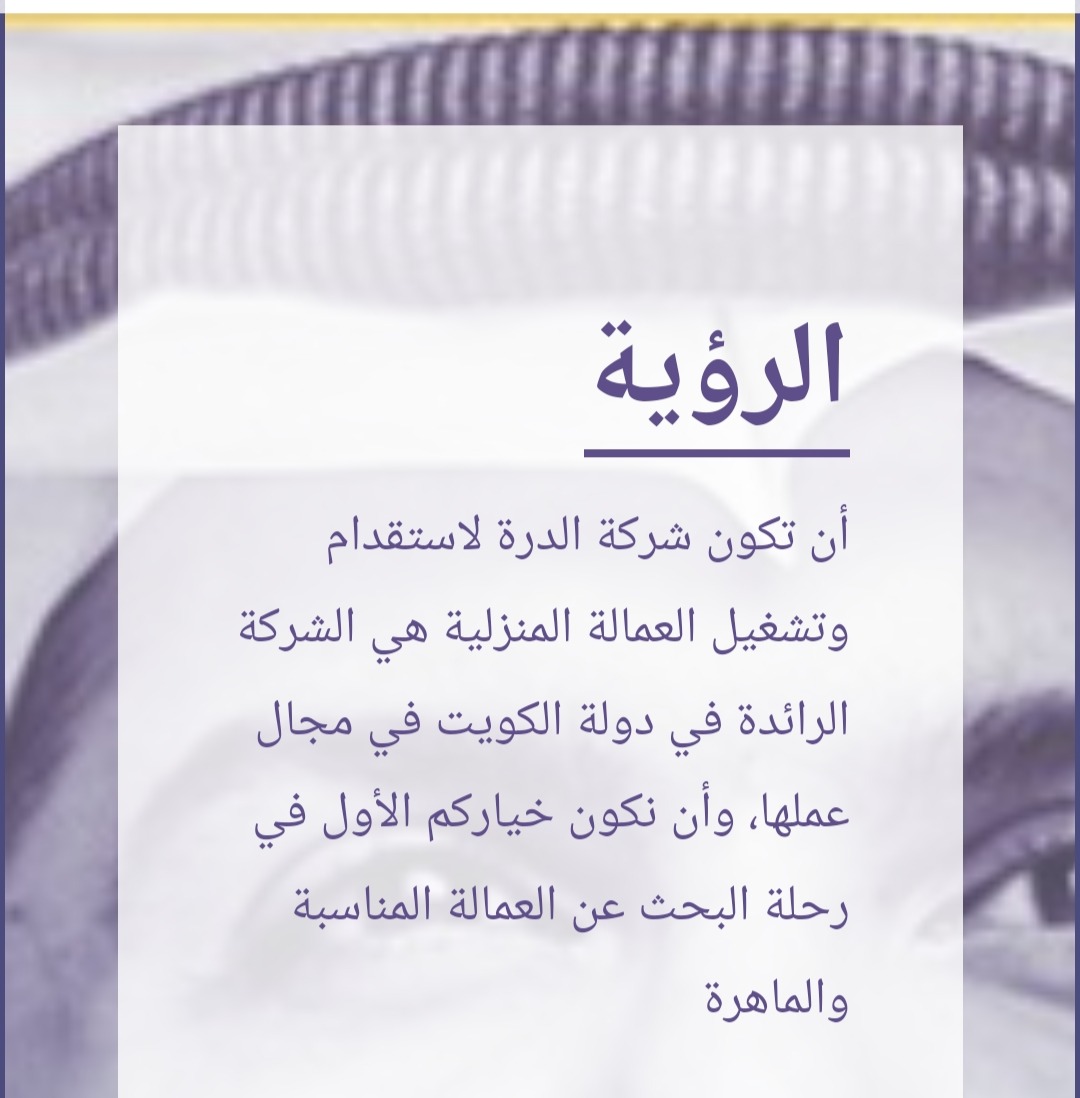 الرؤية
أن تكون شركة الدرة لاستقدام
وتشغيل العمالة المنزلية هي الشركة
الرائدة في دولة الكويت في مجال
عملها، وأن نكون خياركم الأول في
رحلة البحث عن العمالة المناسبة
والماهرة